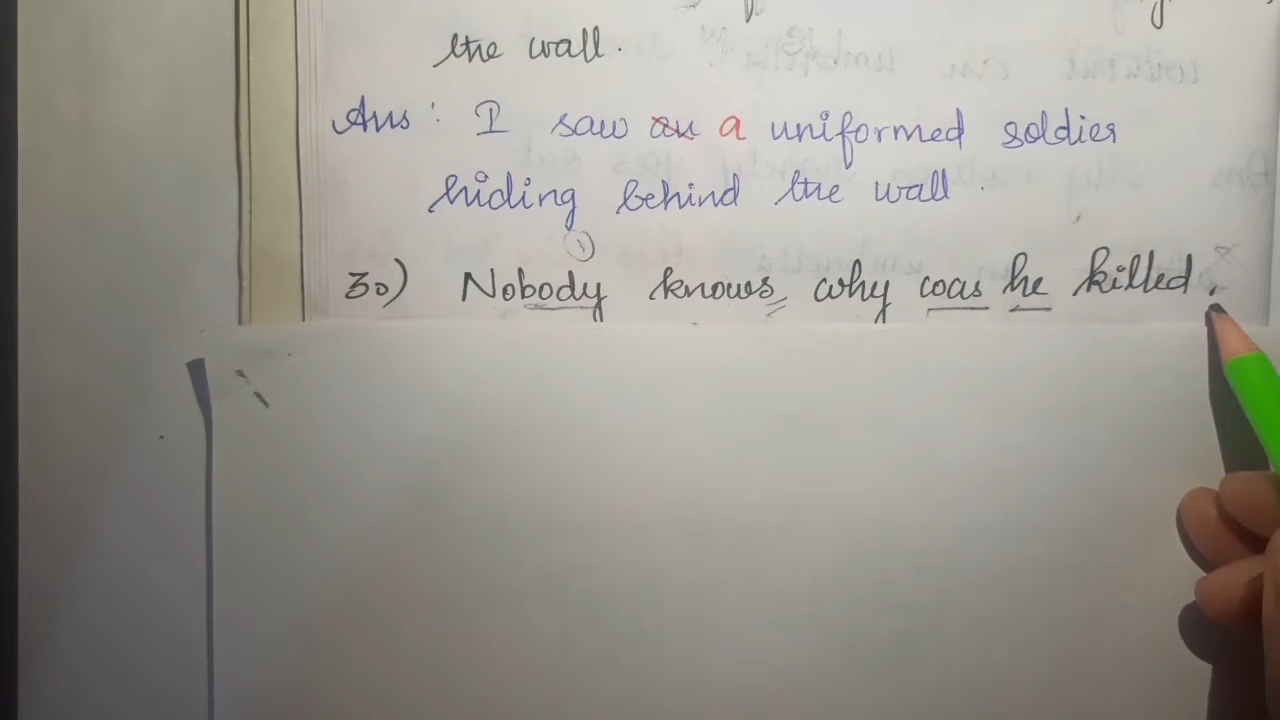 the wall.
Ans : I saw an a uniformed soldier
hiding behind the wall.
30) Nobody knows why was he killed.